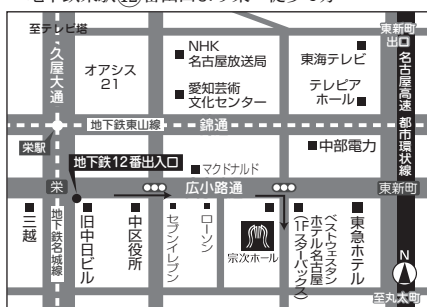 地下鉄栄駅⑫番出口より東へ徒歩5分
至テレビ塔
久屋大通
オアシス
21
NHK
名古屋放送局
愛知芸術
文化センター
東海テレビ
テレピア
ホール
東新町
出口
名古屋高速 都市環状線
地下鉄東山線
錦通
栄駅
地下鉄12番出入口
中部電力
マクドナルド
栄
広小路通
東新町
三越
地下鉄名城線
旧中日ビル
中区役所
セブンイレブン
ローソン
宗次ホール
ベストウェスタン
ホテル名古屋
(1Fスターバックス)
東急ホテル
N
至丸太町